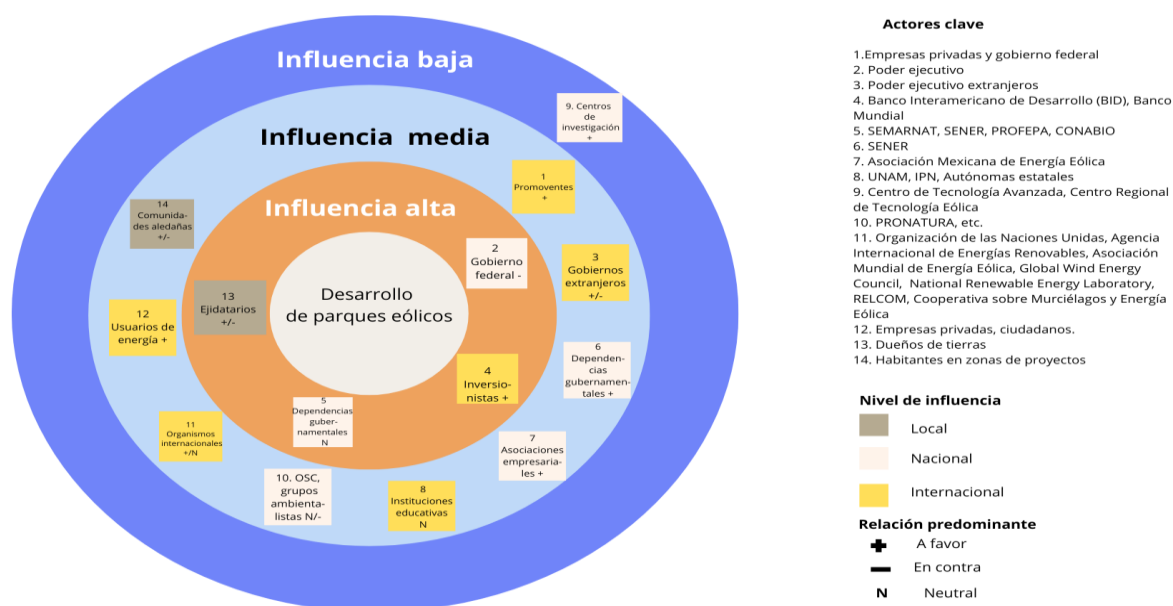 Influencia baja
Influencia media
Influencia alta
Desarrollo
de parques eólicos
9. Centros
de
investigación
+
1
Promoventes
+
2
Gobierno
federal -
3
Gobiernos
extranjeros
+/-
4
Inversio-
nistas +
5
Dependencias
guber-
namentales
N
6
Dependen-
cias
gubernamen-
tales +
7
Asociaciones
empresaria-
les +
8
Instituciones
educativas
N
10. OSC,
grupos
ambienta-
listas N/-
11
Organismos
internacionales
+/N
12
Usuarios de
energía +
13
Ejidatarios
+/-
14
Comunida-
des aledañas
+/-
Actores clave
1.Empresas privadas y gobierno federal
2. Poder ejecutivo
3. Poder ejecutivo extranjeros
4. Banco Interamericano de Desarrollo (BID), Banco
Mundial
5. SEMARNAT, SENER, PROFEPA, CONABIO
6. SENER
7. Asociación Mexicana de Energía Eólica
8. UNAM, IPN, Autónomas estatales
9. Centro de Tecnología Avanzada, Centro Regional
de Tecnología Eólica
10. PRONATURA, etc.
11. Organización de las Naciones Unidas, Agencia
Internacional de Energías Renovables, Asociación
Mundial de Energía Eólica, Global Wind Energy
Council, National Renewable Energy Laboratory,
RELCOM, Cooperativa sobre Murciélagos y Energía
Eólica
12. Empresas privadas, ciudadanos.
13. Dueños de tierras
14. Habitantes en zonas de proyectos
Nivel de influencia
Local
Nacional
Internacional
Relación predominante
+ A favor
- En contra
N Neutral